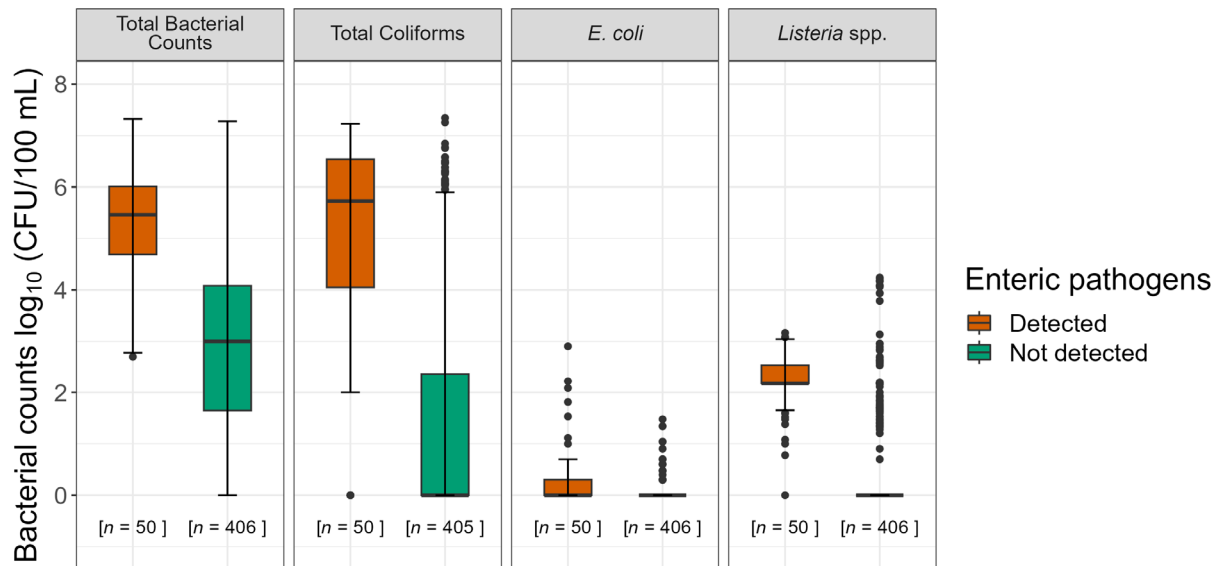 Total Bacterial
Counts
Total Coliforms
E. coli
Listeria spp.
Bacterial counts log10 (CFU/100 mL)
8
6
4
2
0
[n = 50 ]
[n = 406 ]
[n = 50 ]
[n = 405 ]
[n = 50 ]
[n = 406 ]
[n = 50 ]
[n = 406 ]
Enteric pathogens
Detected
Not detected